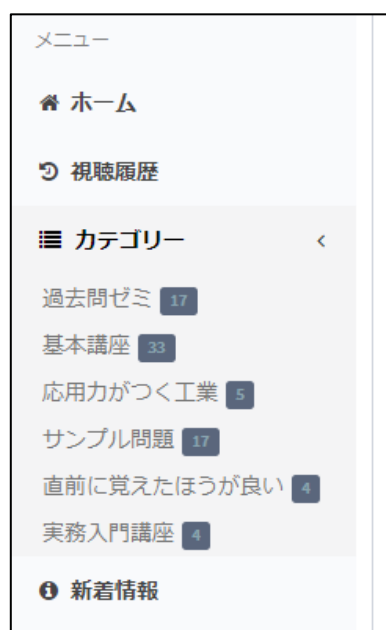 メニュー
ホーム
視聴履歴
カテゴリー
過去問ゼミ 17
基本講座 33
応用力がつく工業 5
サンプル問題 17
直前に覚えたほうが良い 4
実務入門講座 4
新着情報